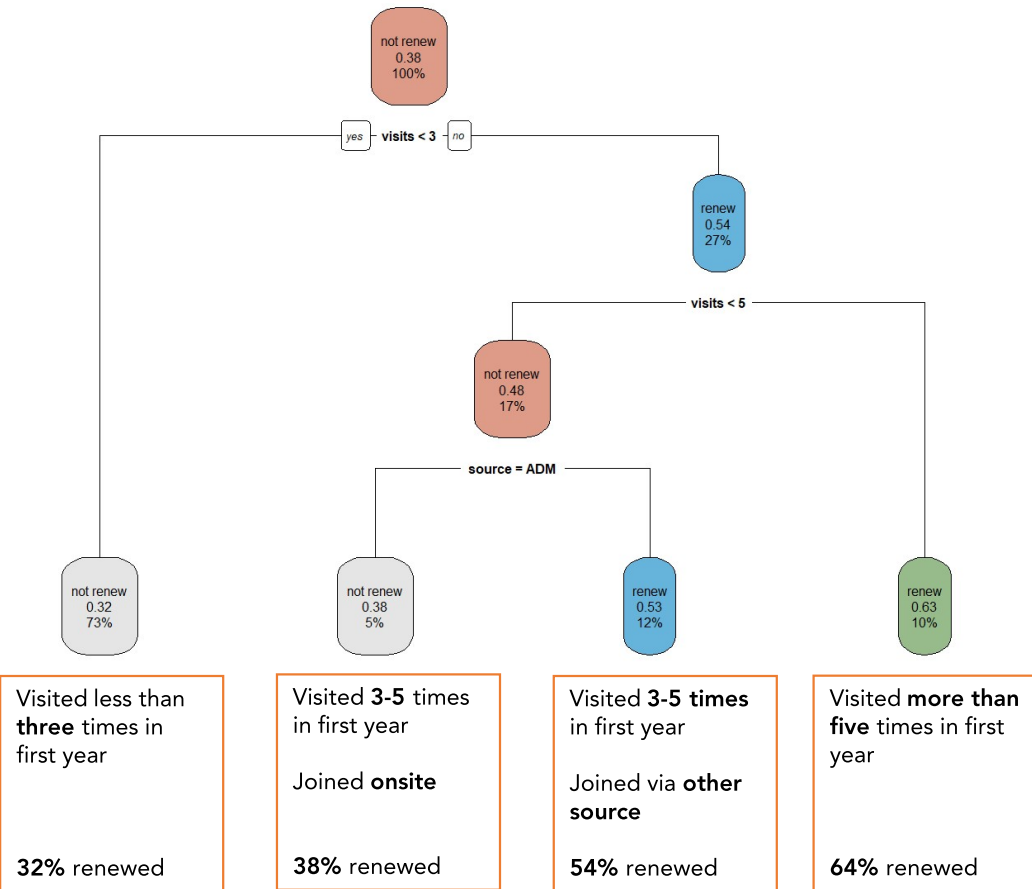 not renew
0.38
100%
yes visits < 3 no
renew
0.54
27%
visits < 5
not renew
0.48
17%
source = ADM
not renew
0.32
73%
not renew
0.38
5%
renew
0.53
12%
renew
0.63
10%
Visited less than
three times in
first year
32% renewed
Visited 3-5 times
in first year
Joined onsite
38% renewed
Visited 3-5 times
in first year
Joined via other
source
54% renewed
Visited more than
five times in first
year
64% renewed